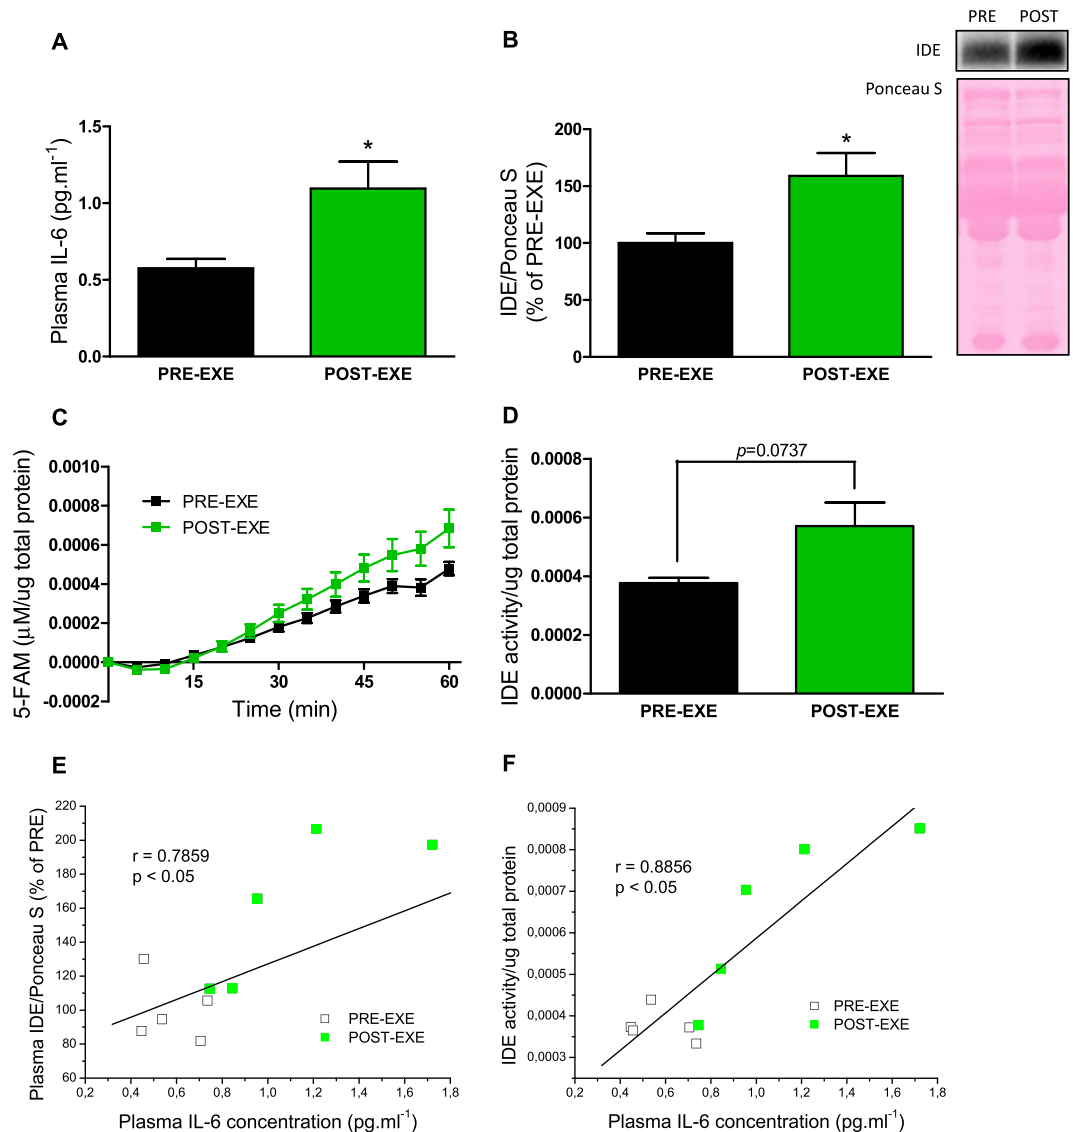 A
Plasma IL-6 (pg.ml⁻¹)
1.5
1.0
0.5
0.0
*
PRE-EXE
POST-EXE
B
IDE/Ponceau S
(% of PRE-EXE)
200
150
100
50
0
*
PRE-EXE
POST-EXE
PRE
POST
IDE
Ponceau S
C
5-FAM (µM/ug total protein)
0.0010
0.0008
0.0006
0.0004
0.0002
0.0000
-0.0002
PRE-EXE
POST-EXE
15
30
45
60
Time (min)
D
IDE activity/ug total protein
0.0008
0.0006
0.0004
0.0002
0.0000
p=0.0737
PRE-EXE
POST-EXE
E
Plasma IDE/Ponceau S (% of PRE)
220
200
180
160
140
120
100
80
60
r = 0.7859
p < 0.05
PRE-EXE
POST-EXE
0,2
0,4
0,6
0,8
1,0
1,2
1,4
1,6
1,8
Plasma IL-6 concentration (pg.ml⁻¹)
F
IDE activity/ug total protein
0,0009
0,0008
0,0007
0,0006
0,0005
0,0004
0,0003
r = 0.8856
p < 0.05
PRE-EXE
POST-EXE
0,2
0,4
0,6
0,8
1,0
1,2
1,4
1,6
1,8
Plasma IL-6 concentration (pg.ml⁻¹)